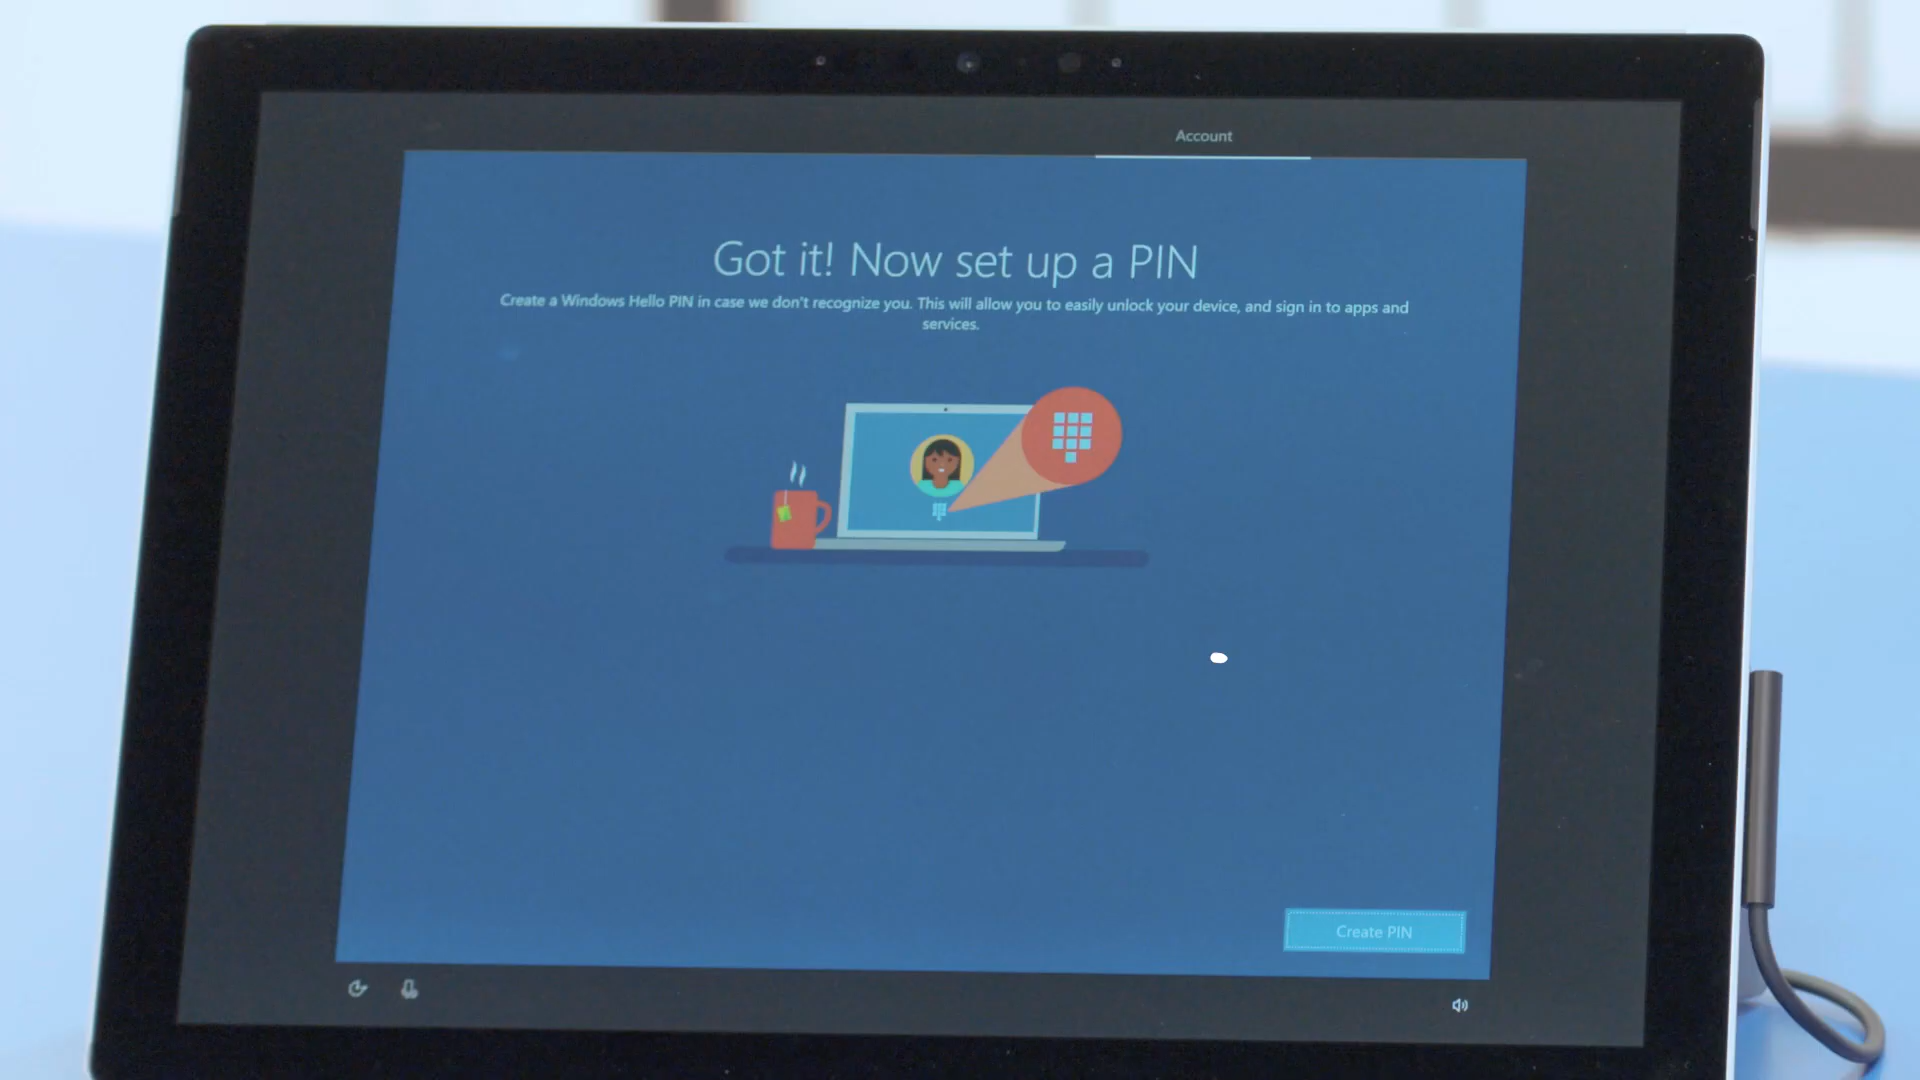 Account
Got it! Now set up a PIN
Create a Windows Hello PIN in case we don't recognize you. This will allow you to easily unlock your device, and sign in to apps and
services.
Create PIN